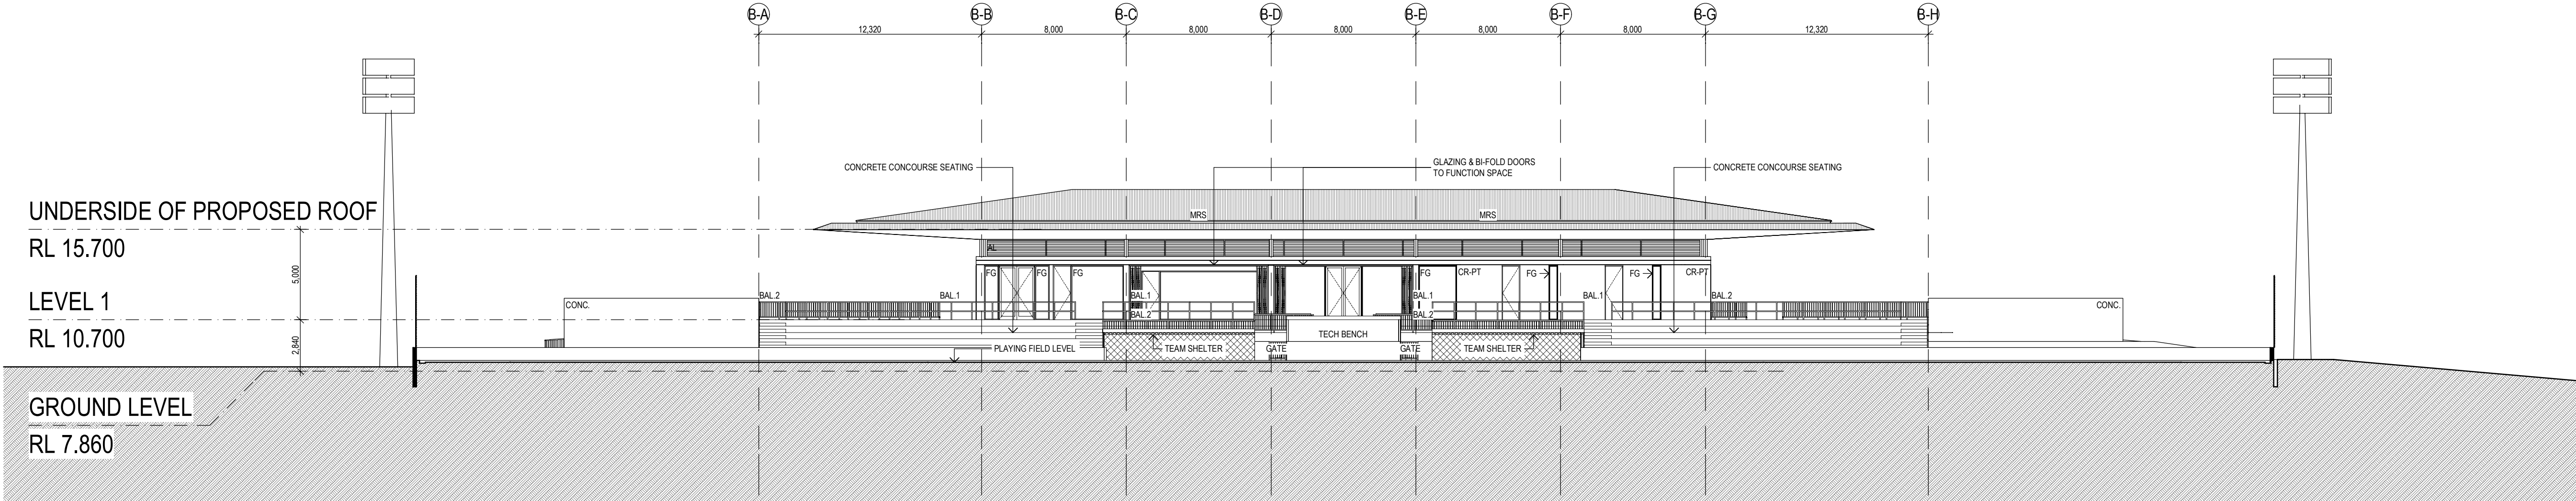 B-A
B-B
B-C
B-D
B-E
B-F
B-G
B-H
12,320
8,000
8,000
8,000
8,000
8,000
12,320
CONCRETE CONCOURSE SEATING
GLAZING & BI-FOLD DOORS
TO FUNCTION SPACE
CONCRETE CONCOURSE SEATING
UNDERSIDE OF PROPOSED ROOF
RL 15.700
MRS
MRS
AL
5,000
FG
FG
FG
FG
CR-PT
FG
FG
CR-PT
LEVEL 1
RL 10.700
CONC.
BAL.2
BAL.1
BAL.1
BAL.2
BAL.1
BAL.2
BAL.1
BAL.2
CONC.
2,840
PLAYING FIELD LEVEL
TEAM SHELTER
GATE
TECH BENCH
GATE
TEAM SHELTER
GROUND LEVEL
RL 7.860